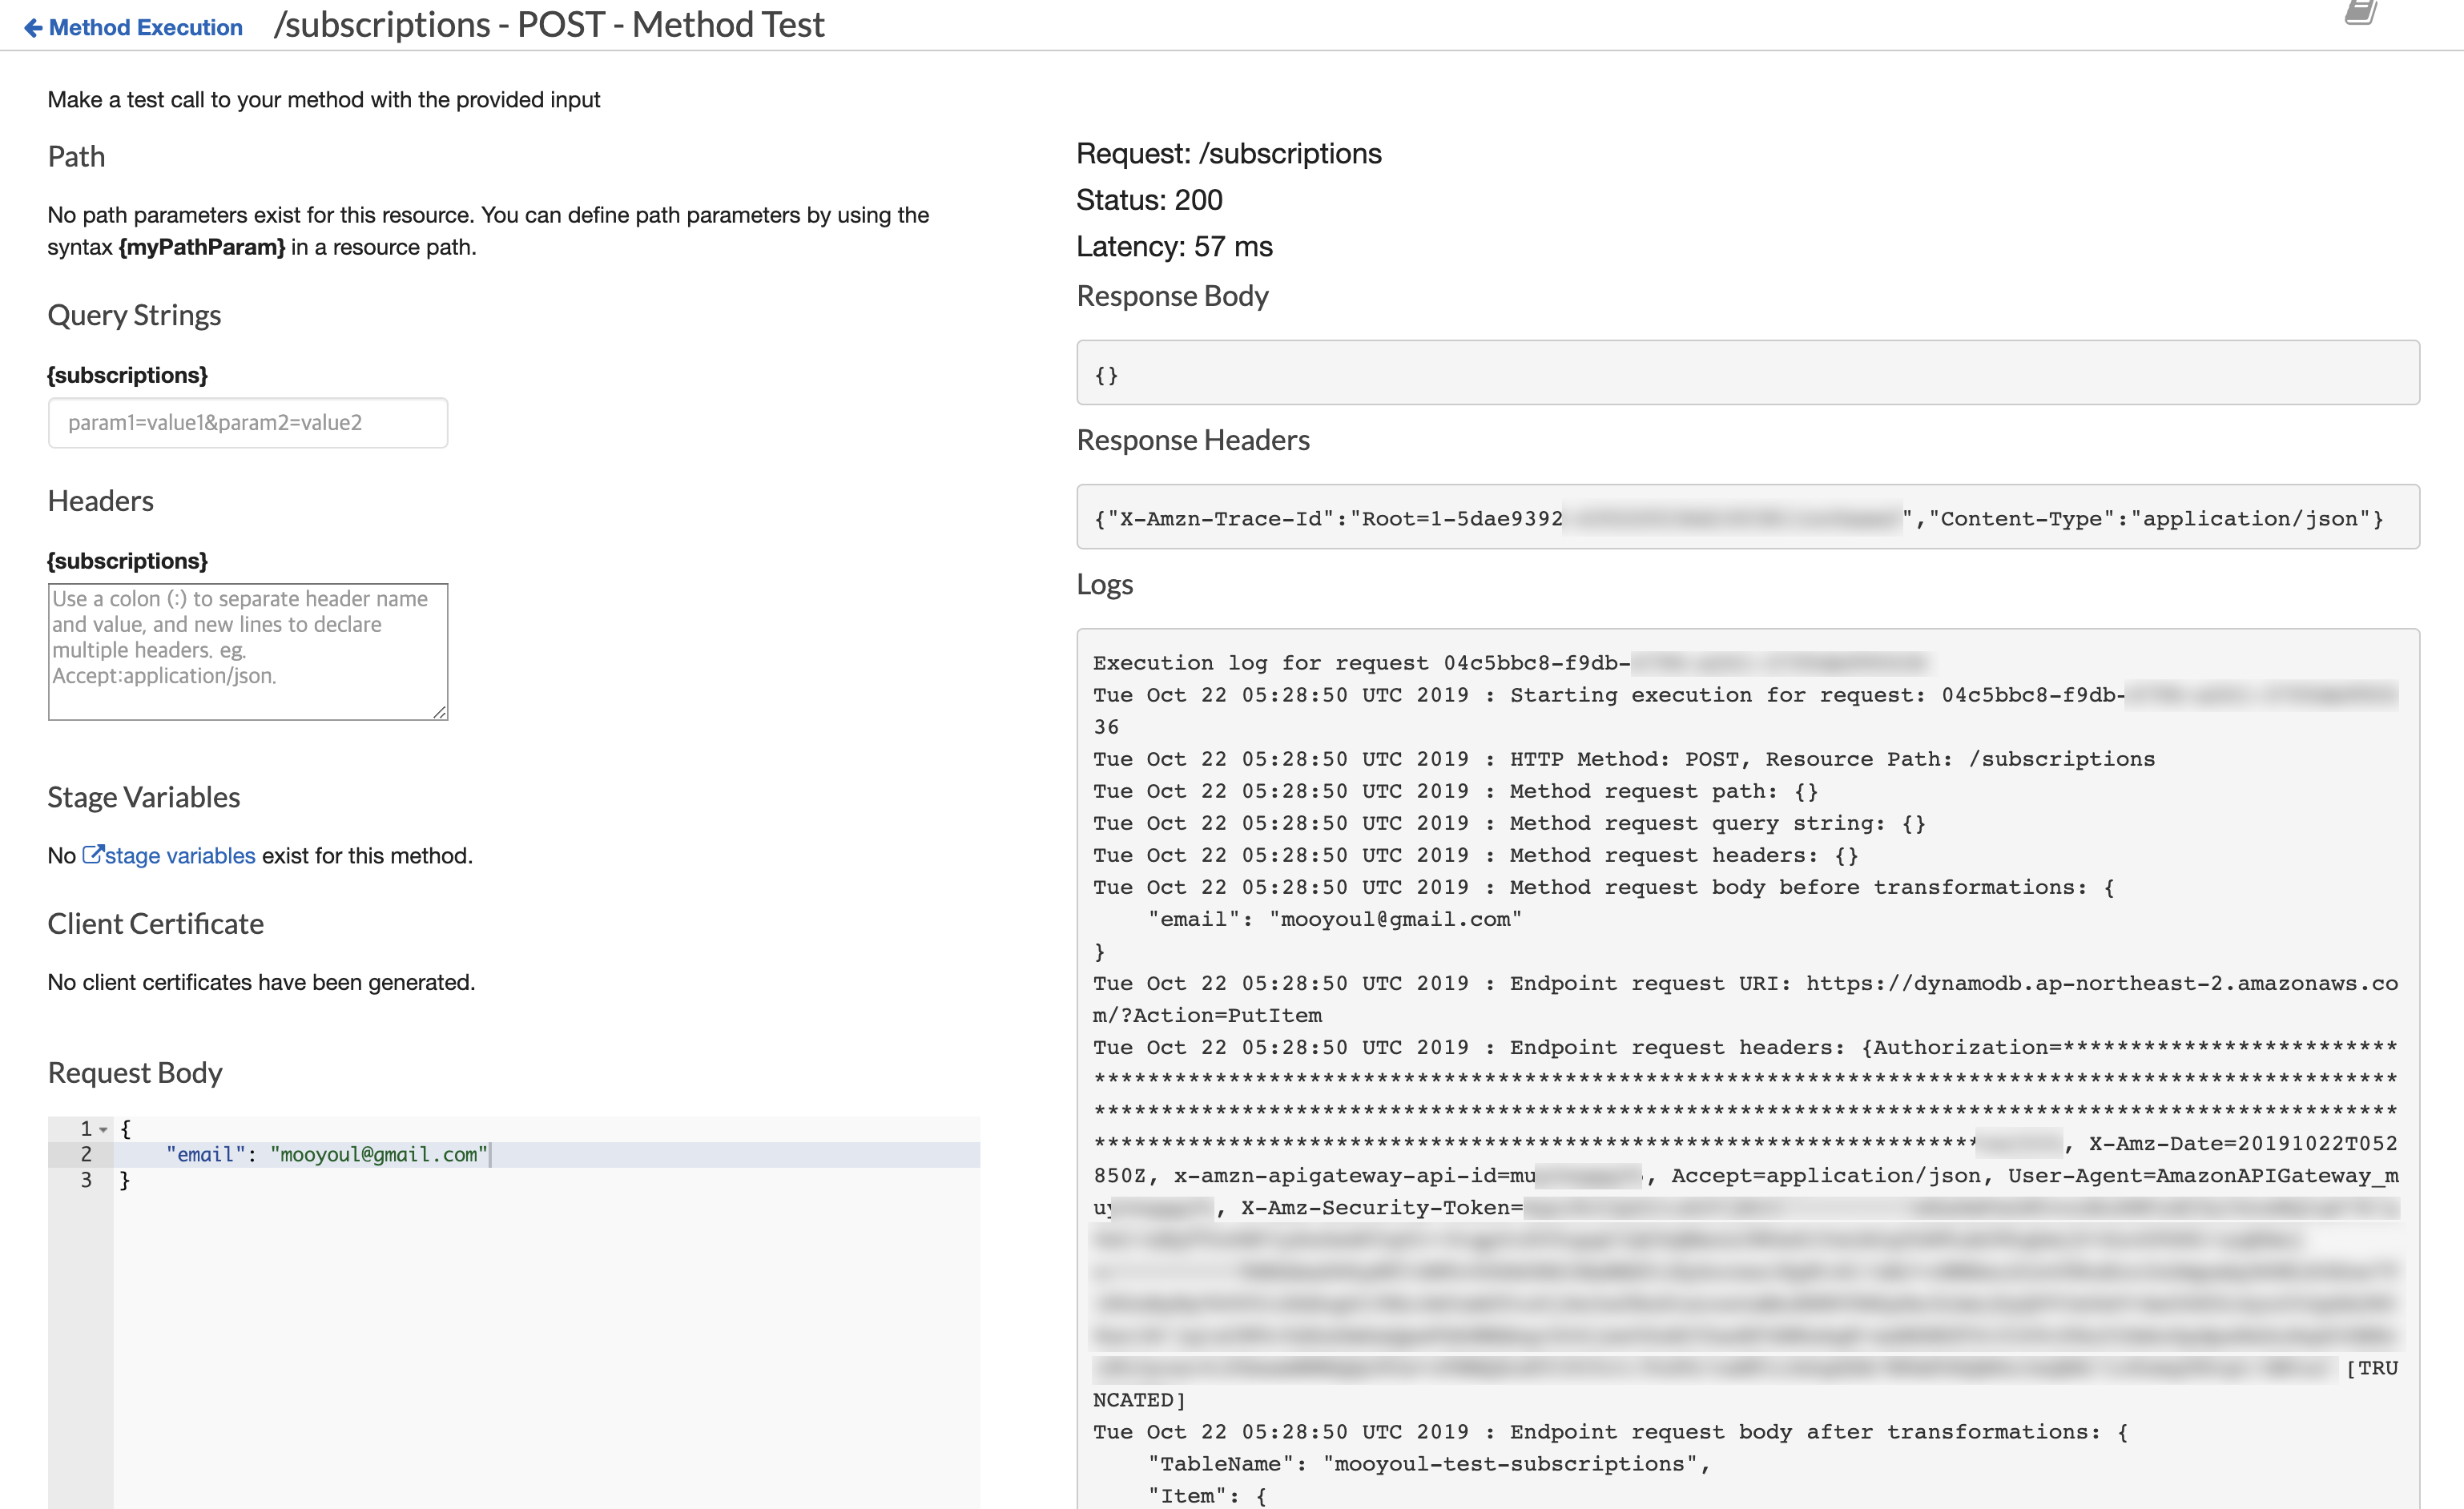 Method Execution /subscriptions - POST - Method Test
Make a test call to your method with the provided input
Path
No path parameters exist for this resource. You can define path parameters by using the
syntax {myPathParam} in a resource path.
Query Strings
{subscriptions}
param1=value1&param2=value2
Headers
{subscriptions}
Use a colon (:) to separate header name
and value, and new lines to declare
multiple headers. eg.
Accept:application/json.
Stage Variables
No stage variables exist for this method.
Client Certificate
No client certificates have been generated.
Request Body
1 {
2 "email": "mooyoul@gmail.com"
3 }
Request: /subscriptions
Status: 200
Latency: 57 ms
Response Body
{}
Response Headers
{"X-Amzn-Trace-Id":"Root=1-5dae9392 ","Content-Type":"application/json"}
Logs
Execution log for request 04c5bbc8-f9db-
Tue Oct 22 05:28:50 UTC 2019 : Starting execution for request: 04c5bbc8-f9db-
36
Tue Oct 22 05:28:50 UTC 2019 : HTTP Method: POST, Resource Path: /subscriptions
Tue Oct 22 05:28:50 UTC 2019 : Method request path: {}
Tue Oct 22 05:28:50 UTC 2019 : Method request query string: {}
Tue Oct 22 05:28:50 UTC 2019 : Method request headers: {}
Tue Oct 22 05:28:50 UTC 2019 : Method request body before transformations: {
"email": "mooyoul@gmail.com"
}
Tue Oct 22 05:28:50 UTC 2019 : Endpoint request URI: https://dynamodb.ap-northeast-2.amazonaws.co
m/?Action=PutItem
Tue Oct 22 05:28:50 UTC 2019 : Endpoint request headers: {Authorization=*************************
*************************************************************************************************
*************************************************************************************************
****************************************************************** , X-Amz-Date=20191022T052
850Z, x-amzn-apigateway-api-id=mu , Accept=application/json, User-Agent=AmazonAPIGateway_m
uy , X-Amz-Security-Token=
[TRU
NCATED]
Tue Oct 22 05:28:50 UTC 2019 : Endpoint request body after transformations: {
"TableName": "mooyoul-test-subscriptions",
"Item": {